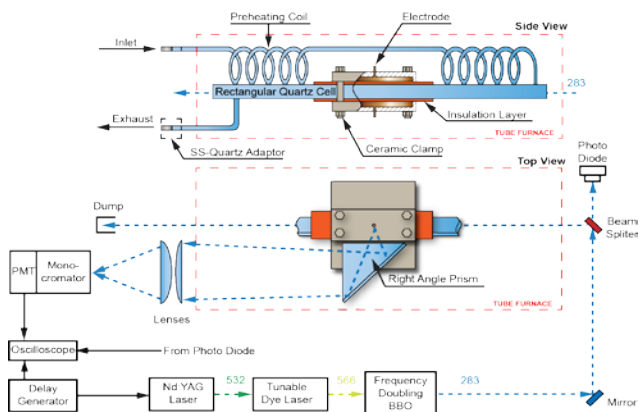 Preheating Coil
Electrode
Side View
Inlet
Rectangular Quartz Cell
283
Exhaust
Insulation Layer
TUBE FURNACE
SS-Quartz Adaptor
Ceramic Clamp
Top View
Photo
Diode
Dump
Beam
Spliter
PMT
Mono-
cromator
Right Angle Prism
Lenses
TUBE FURNACE
Oscilloscope
From Photo Diode
Delay
Generator
Nd YAG
Laser
532
Tunable
Dye Laser
566
Frequency
Doubling
BBO
283
Mirror